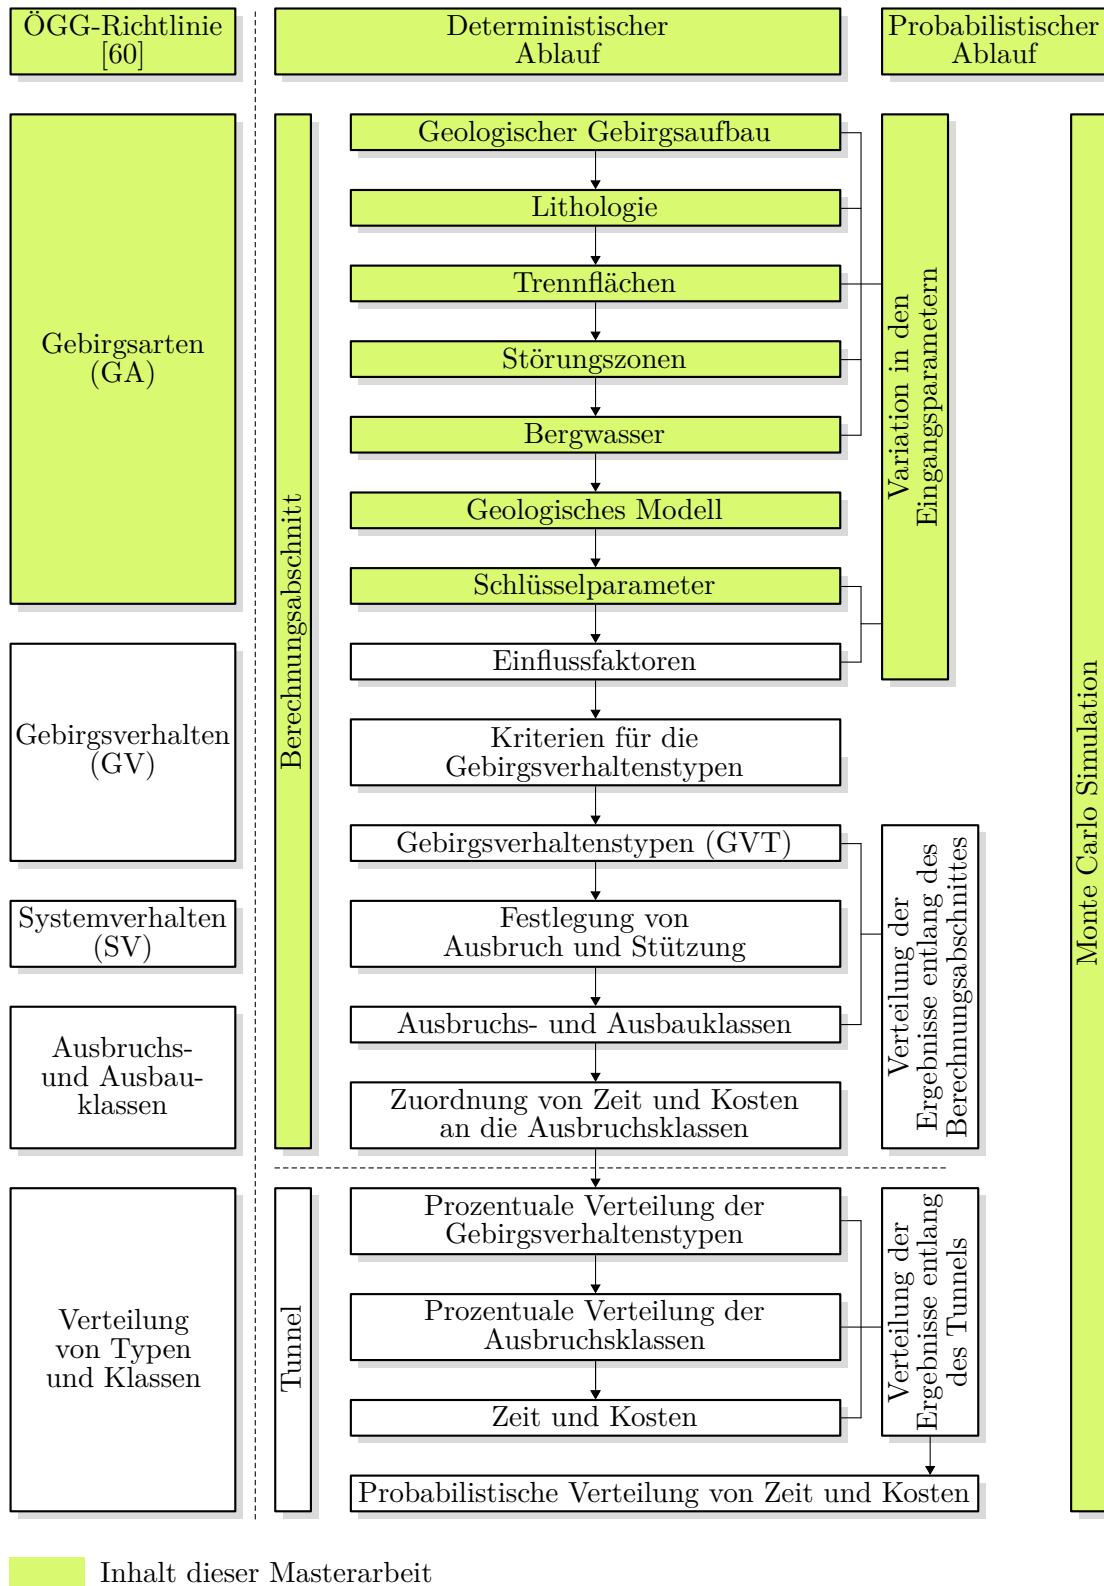 ÖGG-Richtlinie
[60]
Deterministischer
Ablauf
Probabilistischer
Ablauf
Gebirgsarten
(GA)
Gebirgsverhalten
(GV)
Systemverhalten
(SV)
Ausbruchs-
und Ausbau-
klassen
Verteilung
von Typen
und Klassen
Berechnungsabschnitt
Tunnel
Geologischer Gebirgsaufbau
Lithologie
Trennflächen
Störungszonen
Bergwasser
Geologisches Modell
Schlüsselparameter
Einflussfaktoren
Kriterien für die
Gebirgsverhaltenstypen
Gebirgsverhaltenstypen (GVT)
Festlegung von
Ausbruch und Stützung
Ausbruchs- und Ausbauklassen
Zuordnung von Zeit und Kosten
an die Ausbruchsklassen
Prozentuale Verteilung der
Gebirgsverhaltenstypen
Prozentuale Verteilung der
Ausbruchsklassen
Zeit und Kosten
Probabilistische Verteilung von Zeit und Kosten
Variation in den
Eingangsparametern
Verteilung der
Ergebnisse entlang des
Berechnungsabschnittes
Verteilung der
Ergebnisse entlang
des Tunnels
Monte Carlo Simulation
Inhalt dieser Masterarbeit